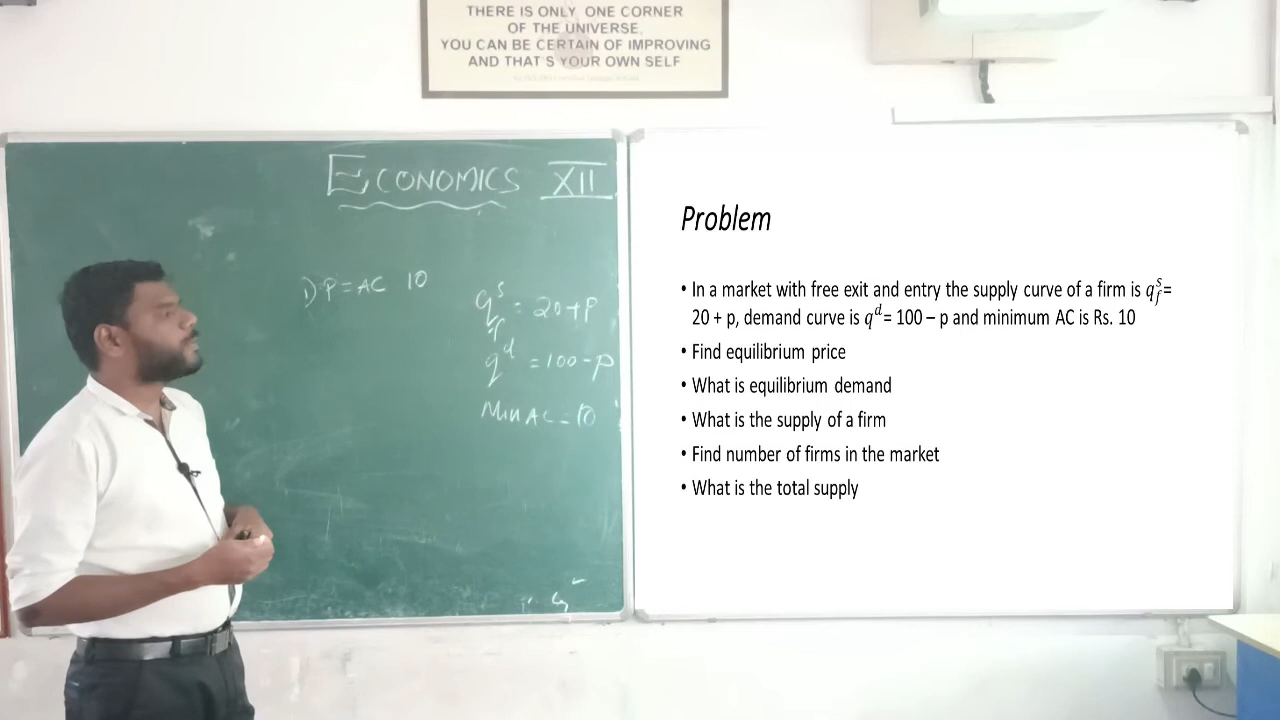 THERE IS ONLY ONE CORNER
OF THE UNIVERSE.
YOU CAN BE CERTAIN OF IMPROVING
AND THAT'S YOUR OWN SELF
ECONOMICS XII
1) P = AC 10
q^s_f = 20+P
q^d = 100-p
Min AC = 10
Problem
• In a market with free exit and entry the supply curve of a firm is q^s_f=
20 + p, demand curve is q^d= 100 – p and minimum AC is Rs. 10
• Find equilibrium price
• What is equilibrium demand
• What is the supply of a firm
• Find number of firms in the market
• What is the total supply